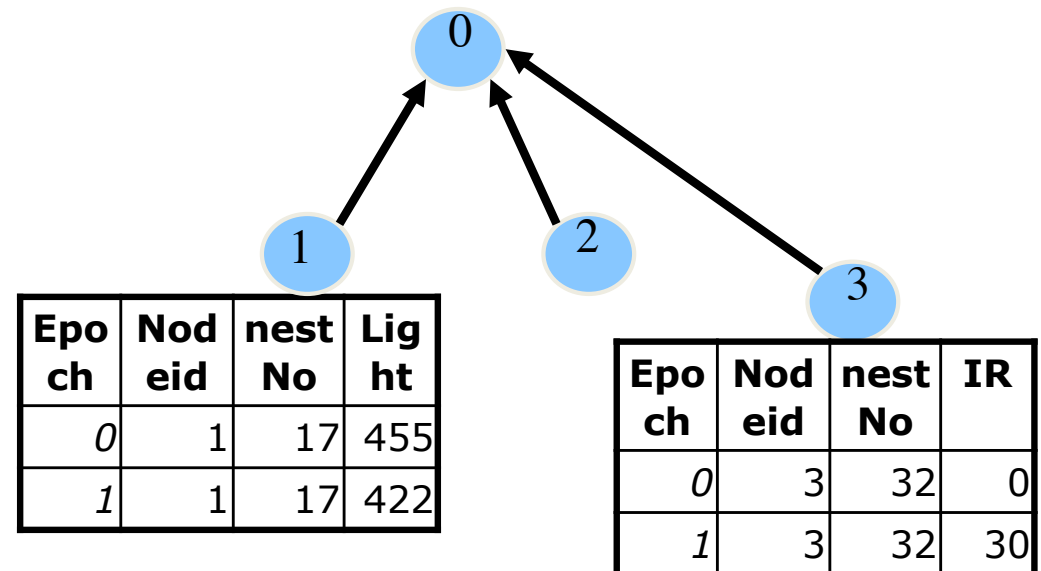 0
1
2
3
Epo Nod nest Lig
ch eid No ht
0 1 17 455
1 1 17 422
Epo Nod nest IR
ch eid No
0 3 32 0
1 3 32 30